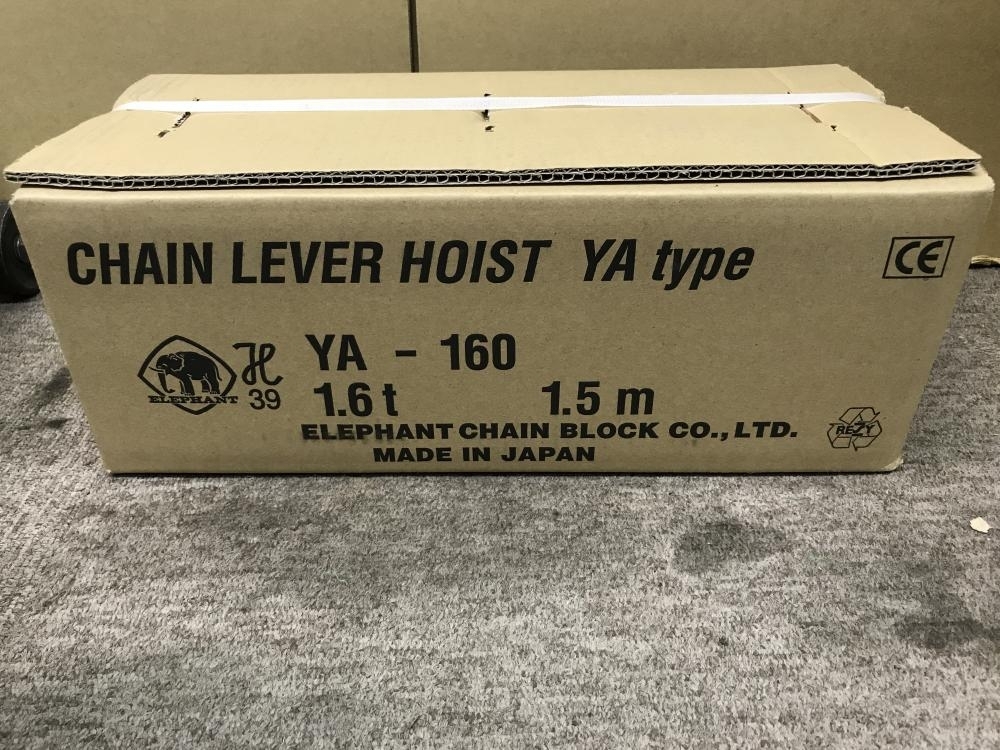 CHAIN LEVER HOIST YA type
CE
ELEPHANT
H
39
YA - 160
1.6 t 1.5 m
ELEPHANT CHAIN BLOCK CO., LTD.
MADE IN JAPAN
REZY